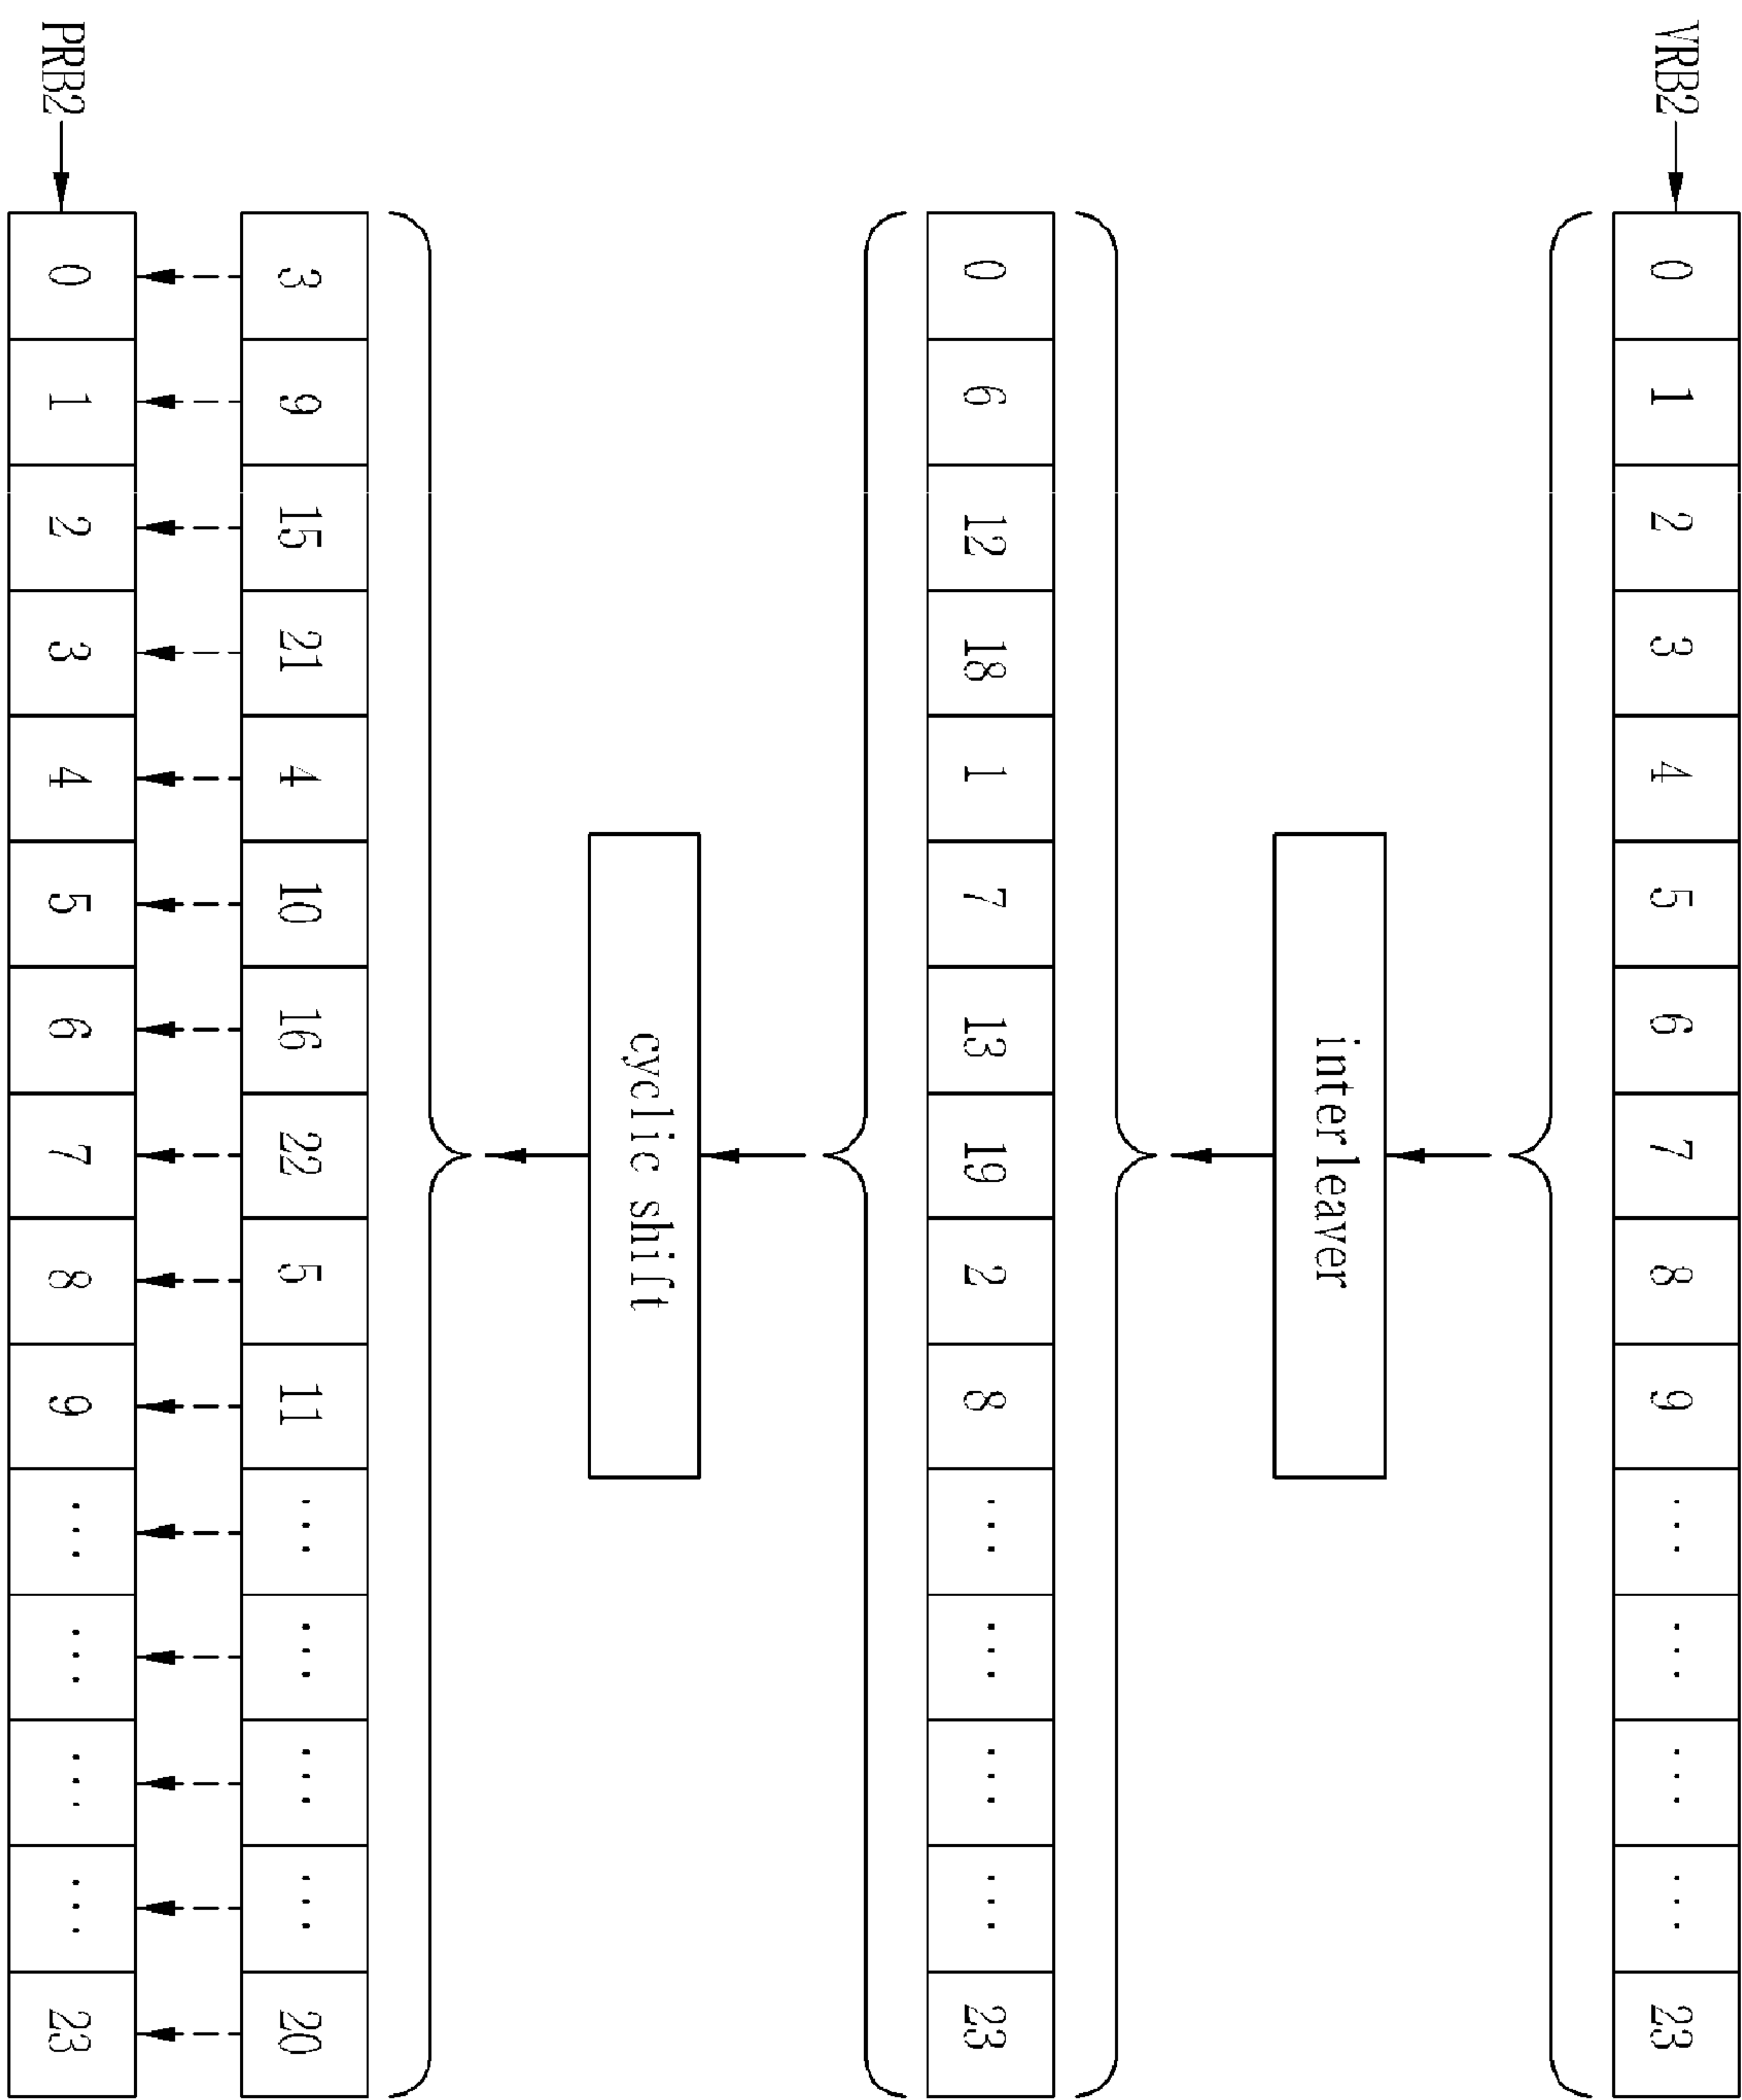 VRB2
0 1 2 3 4 5 6 7 8 9 ... ... ... ... 23
interleaver
0 6 12 18 1 7 13 19 2 8 ... ... ... ... 23
cyclic shift
3 9 15 21 4 10 16 22 5 11 ... ... ... ... 20
PRB2
0 1 2 3 4 5 6 7 8 9 ... ... ... ... 23